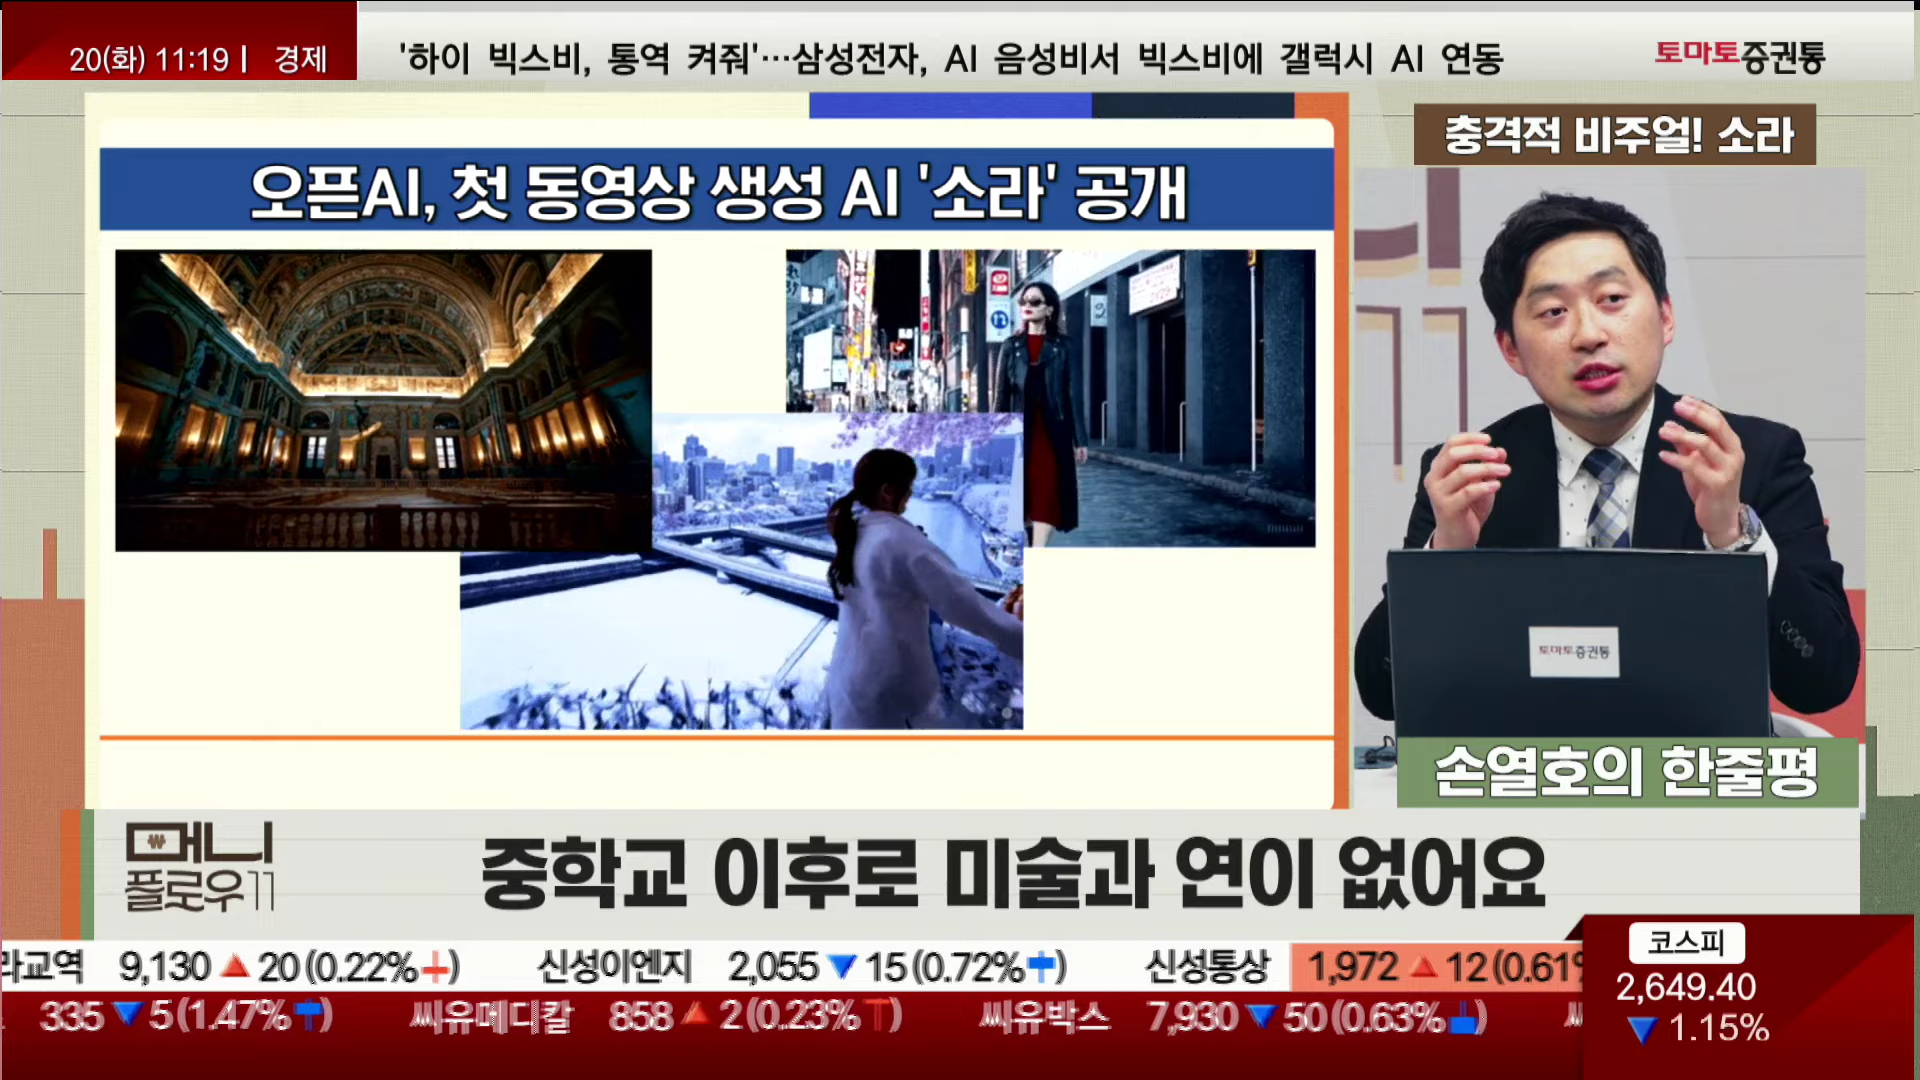 20(화) 11:19 | 경제
'하이 빅스비, 통역 켜줘'…삼성전자, AI 음성비서 빅스비에 갤럭시 AI 연동
토마토증권통
충격적 비주얼! 소라
오픈AI, 첫 동영상 생성 AI '소라' 공개
토마토증권통
손열호의 한줄평
머니
플로우11
중학교 이후로 미술과 연이 없어요
라교역 9,130 ▲ 20(0.22%) 신성이엔지 2,055 ▼ 15(0.72%) 신성통상 1,972 ▲ 12(0.61%
335 ▼ 5(1.47%) 씨유메디칼 858 ▲ 2(0.23%) 씨유박스 7,930 ▼ 50(0.63%)
코스피
2,649.40
▼ 1.15%